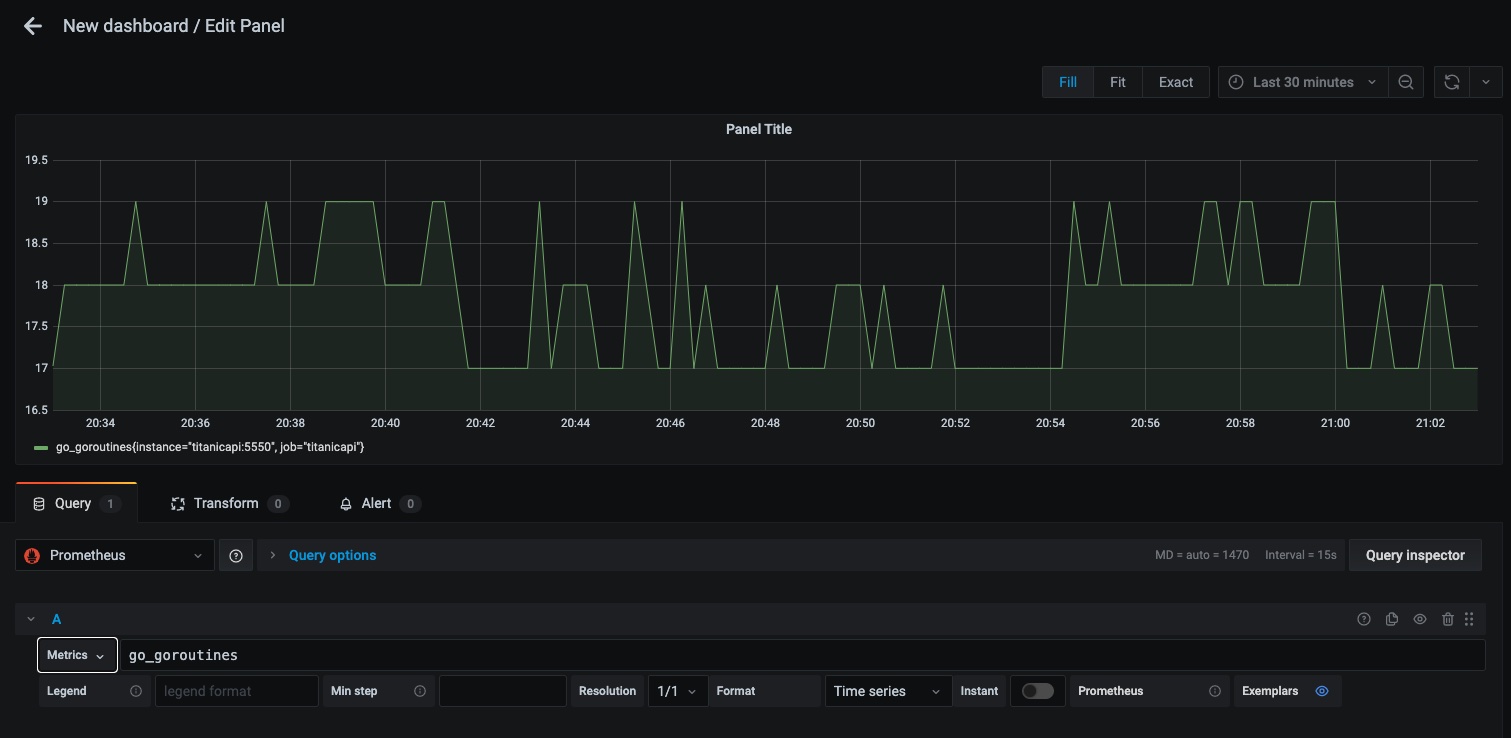 New dashboard / Edit Panel
Fill Fit Exact Last 30 minutes
Panel Title
19.5
19
18.5
18
17.5
17
16.5
20:34 20:36 20:38 20:40 20:42 20:44 20:46 20:48 20:50 20:52 20:54 20:56 20:58 21:00 21:02
go_goroutines{instance="titanicapi:5550", job="titanicapi"}
Query 1 Transform 0 Alert 0
Prometheus Query options MD = auto = 1470 Interval = 15s Query inspector
A
Metrics go_goroutines
Legend legend format Min step Resolution 1/1 Format Time series Instant Prometheus Exemplars